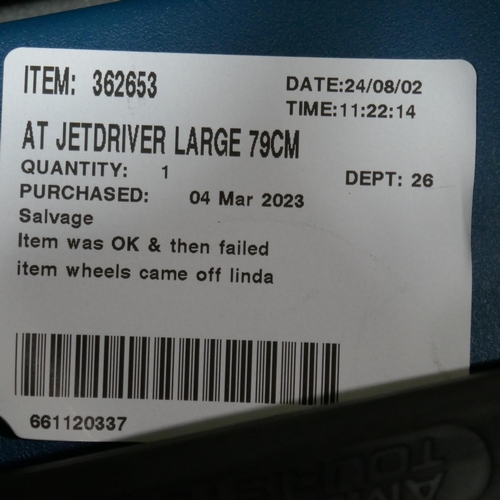 ITEM: 362653
DATE:24/08/02
TIME:11:22:14
AT JETDRIVER LARGE 79CM
QUANTITY: 1
DEPT: 26
PURCHASED: 04 Mar 2023
Salvage
Item was OK & then failed
item wheels came off linda
661120337